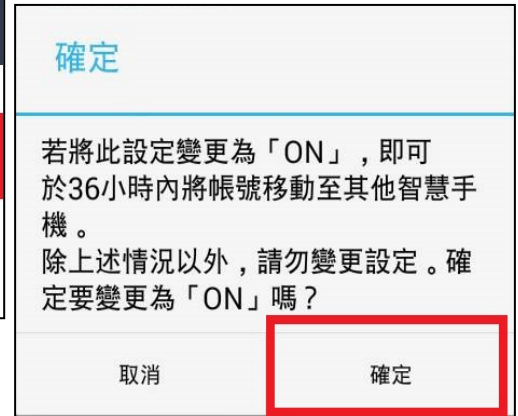 確定
若將此設定變更為「ON」,即可
於36小時內將帳號移動至其他智慧手
機。
除上述情況以外,請勿變更設定。確
定要變更為「ON」嗎?
取消
確定